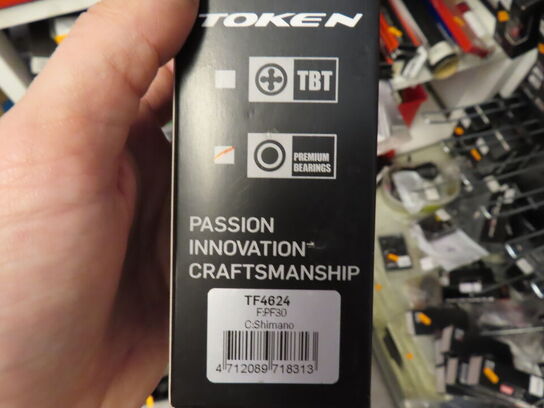 TOKEN
TBT
PREMIUM
BEARINGS
PASSION
INNOVATION
CRAFTSMANSHIP
TF4624
F:PF30
C:Shimano
4 712089 718313